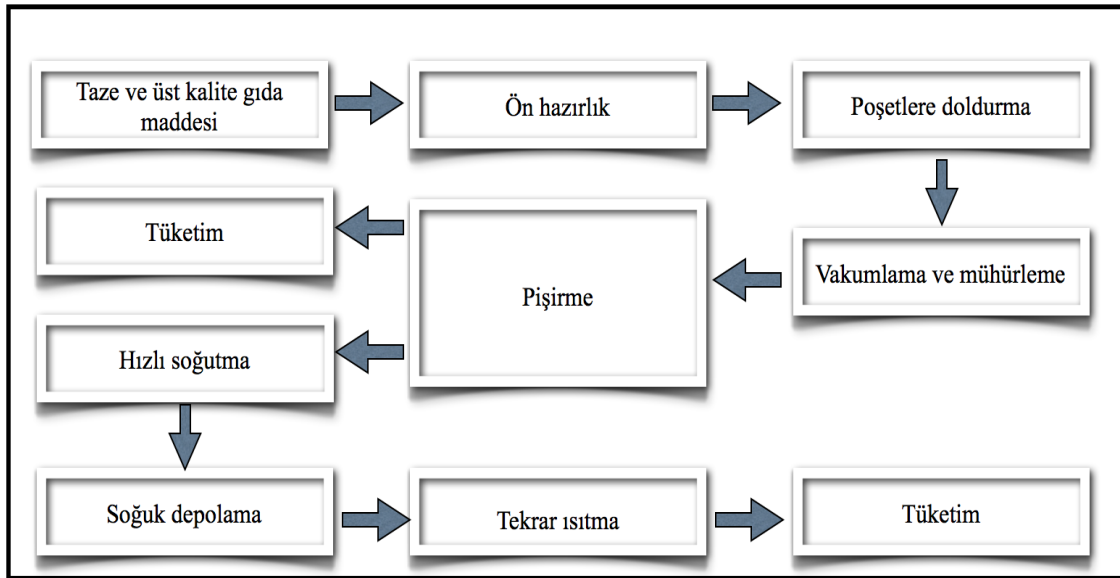 Taze ve üst kalite gıda
maddesi
Ön hazırlık
Poşetlere doldurma
Vakumlama ve mühürleme
Pişirme
Tüketim
Hızlı soğutma
Soğuk depolama
Tekrar ısıtma
Tüketim